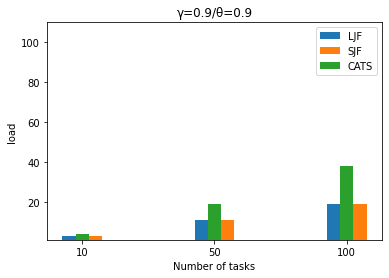 γ=0.9/θ=0.9
LJF
SJF
CATS
100
80
60
40
20
load
10
50
100
Number of tasks